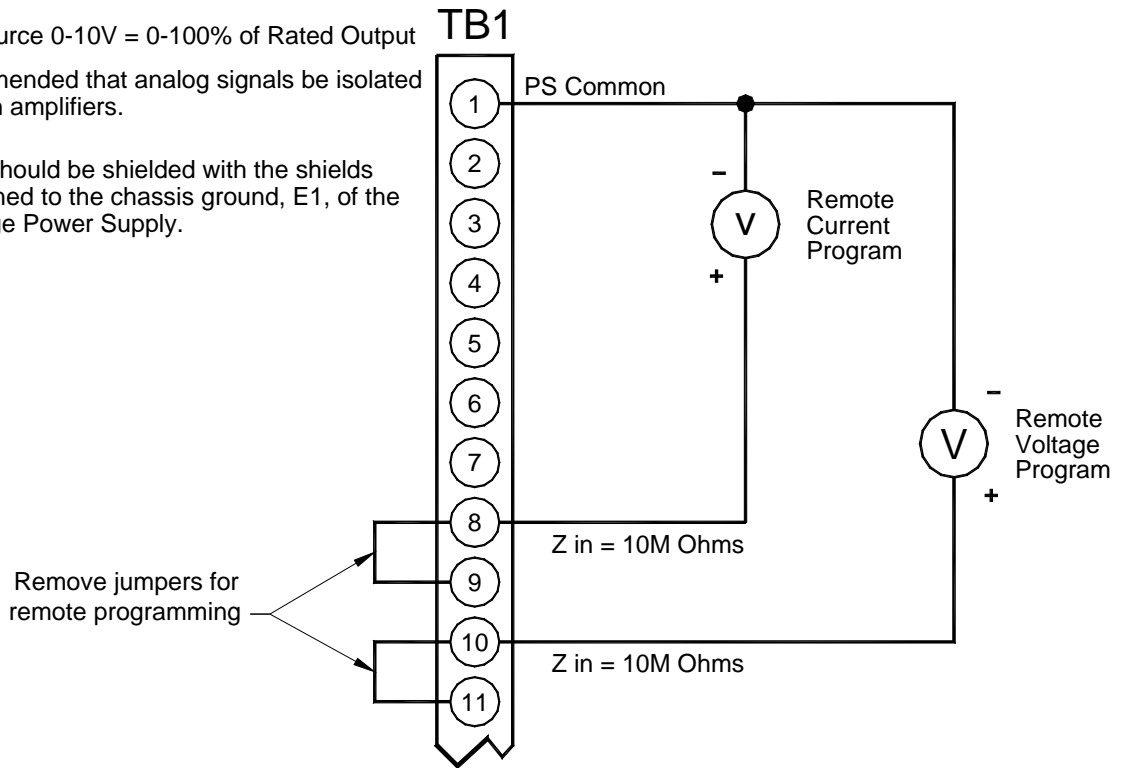 TB1
urce 0-10V = 0-100% of Rated Output
mended that analog signals be isolated
amplifiers.
hould be shielded with the shields
ned to the chassis ground, E1, of the
ge Power Supply.
1
PS Common
2
3
4
5
6
7
8
9
10
11
−
V
+
Remote
Current
Program
−
V
+
Remote
Voltage
Program
Z in = 10M Ohms
Z in = 10M Ohms
Remove jumpers for
remote programming